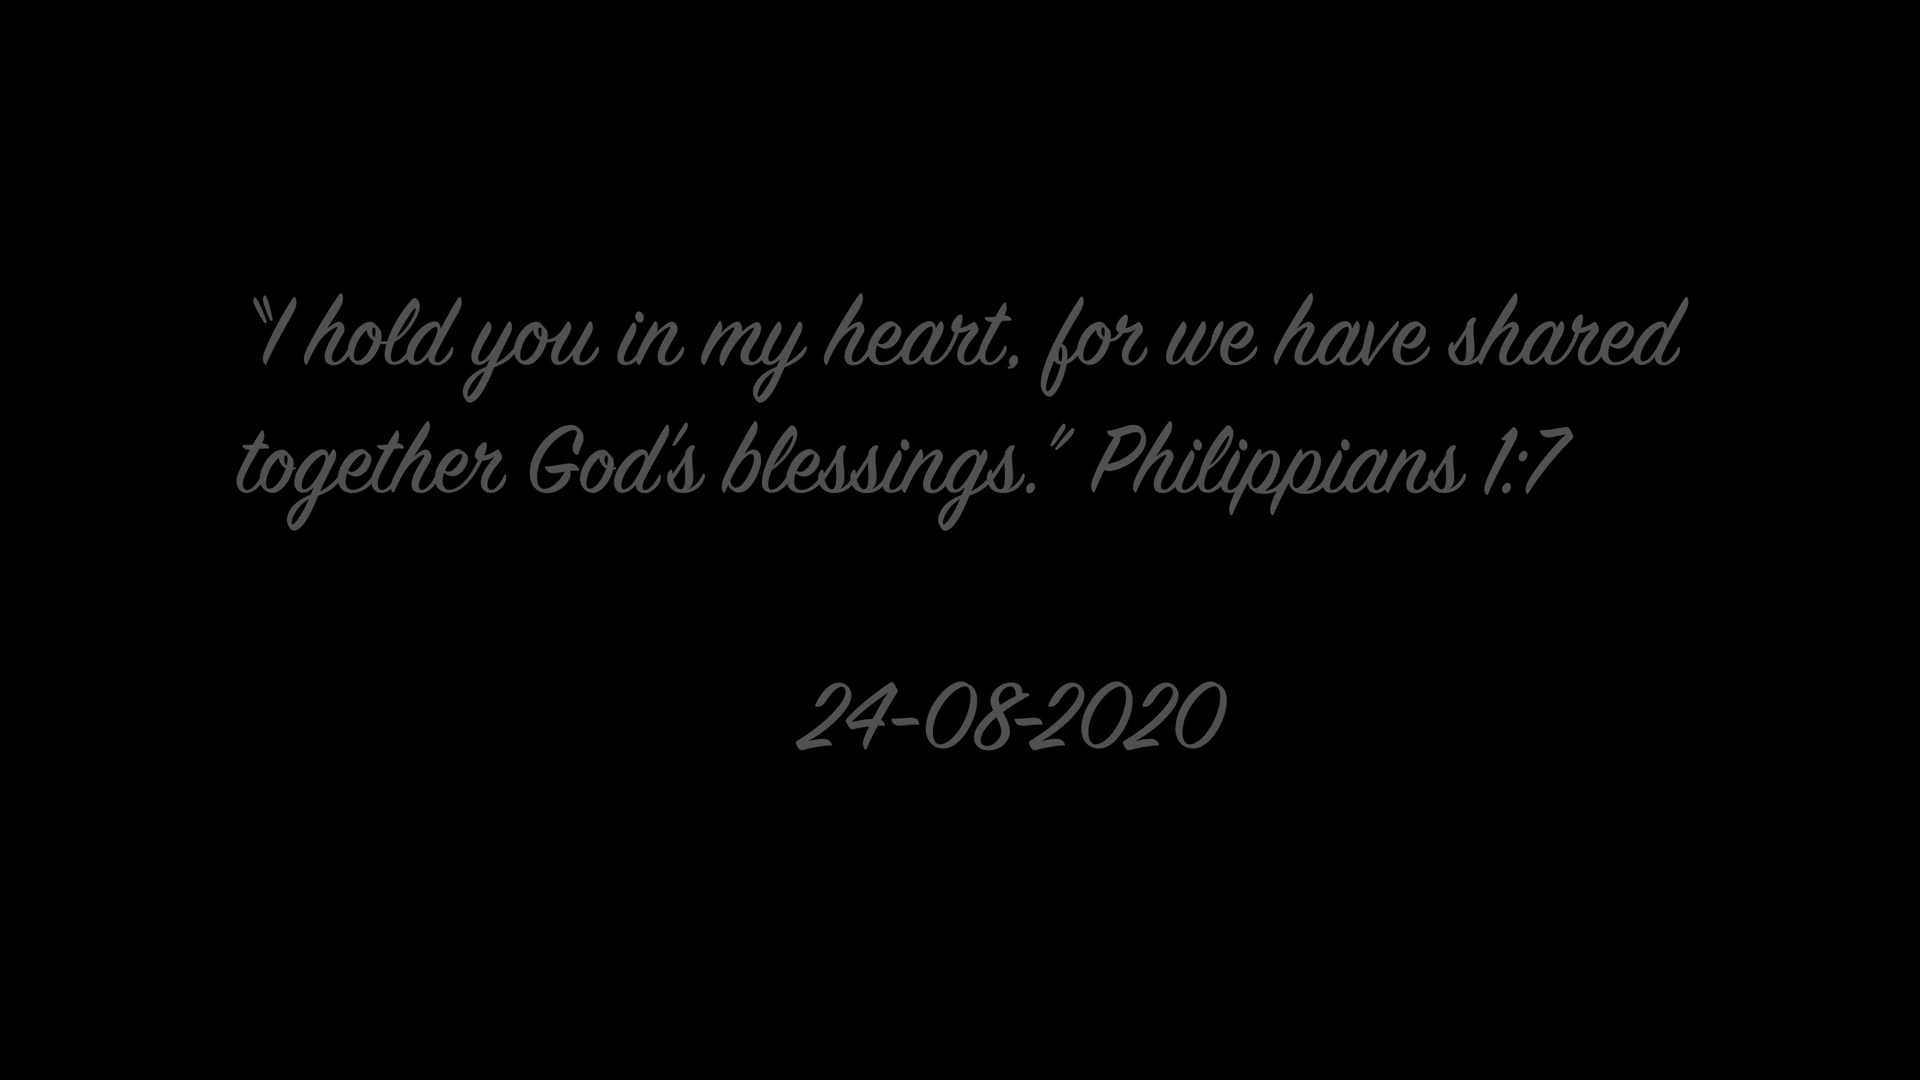 “I hold you in my heart, for we have shared
together God's blessings.” Philippians 1:7
24-08-2020